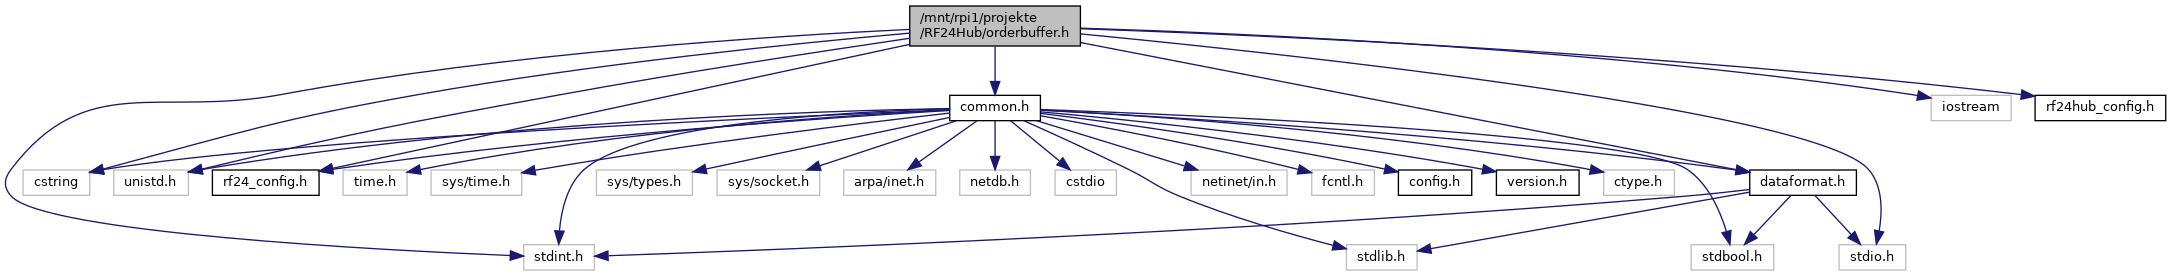 /mnt/rpi1/projekte
/RF24Hub/orderbuffer.h
common.h
iostream
rf24hub_config.h
cstring
unistd.h
rf24_config.h
time.h
sys/time.h
sys/types.h
sys/socket.h
arpa/inet.h
netdb.h
cstdio
netinet/in.h
fcntl.h
config.h
version.h
ctype.h
dataformat.h
stdint.h
stdlib.h
stdbool.h
stdio.h